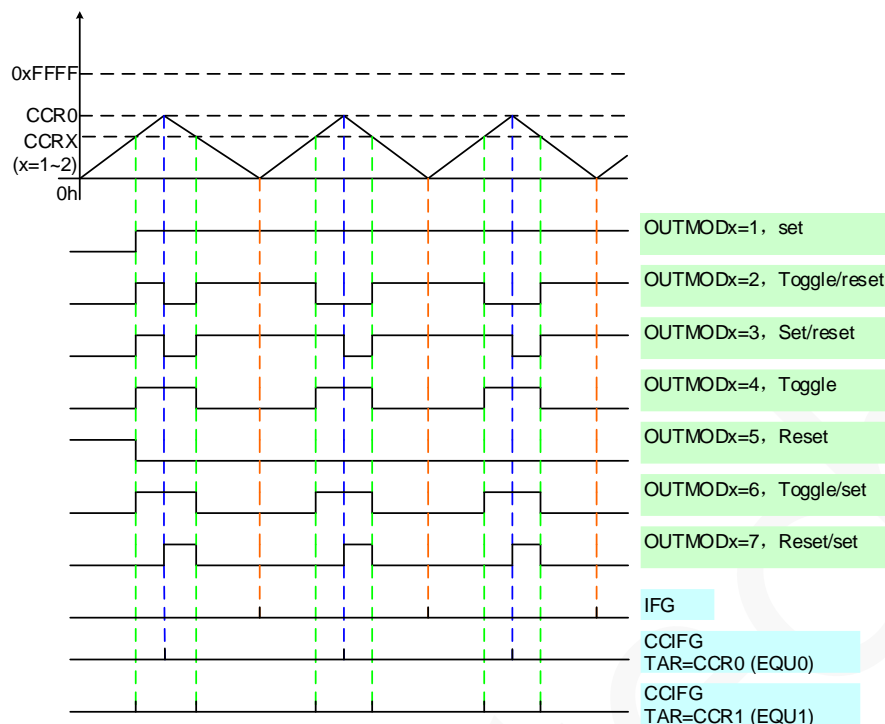 0xFFFF
CCR0
CCRX
(x=1~2)
0h
OUTMODx=1，set
OUTMODx=2，Toggle/reset
OUTMODx=3，Set/reset
OUTMODx=4，Toggle
OUTMODx=5，Reset
OUTMODx=6，Toggle/set
OUTMODx=7，Reset/set
IFG
CCIFG
TAR=CCR0 (EQU0)
CCIFG
TAR=CCR1 (EQU1)